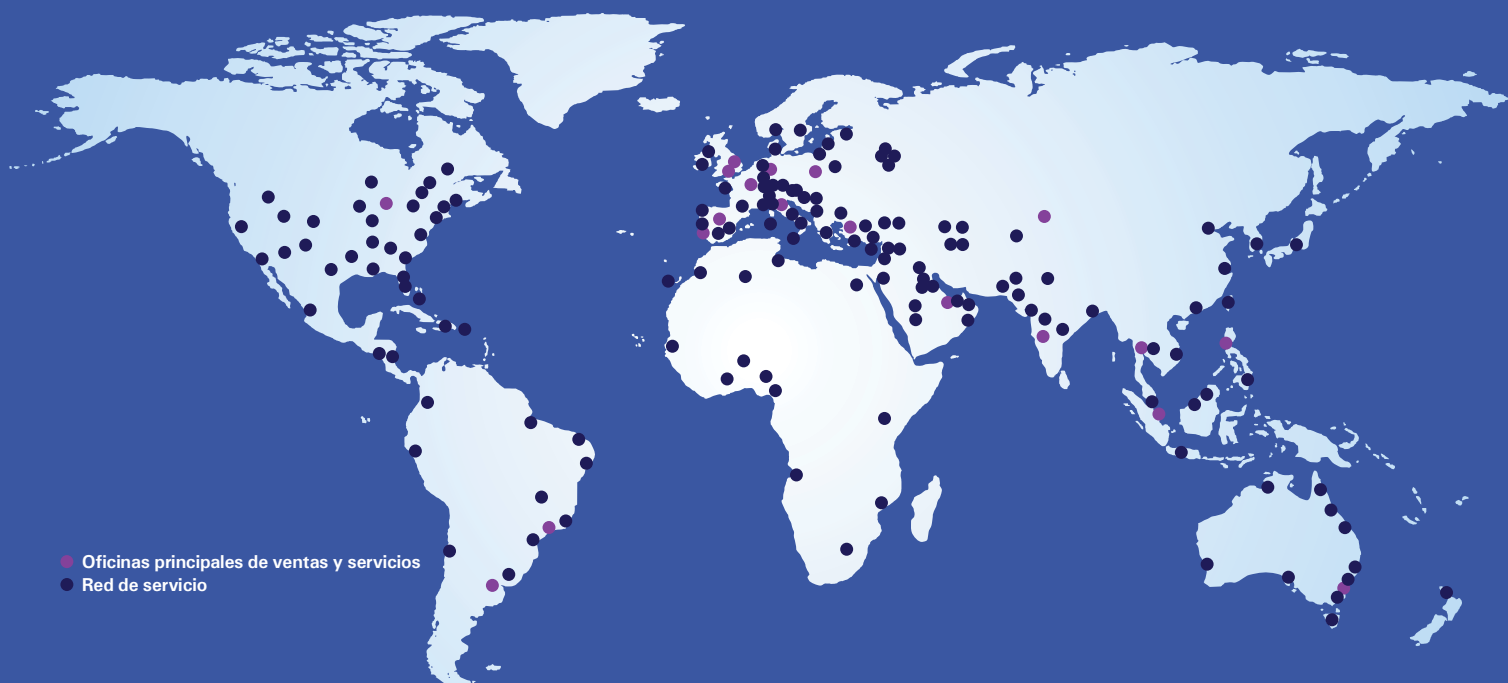 Oficinas principales de ventas y servicios
Red de servicio